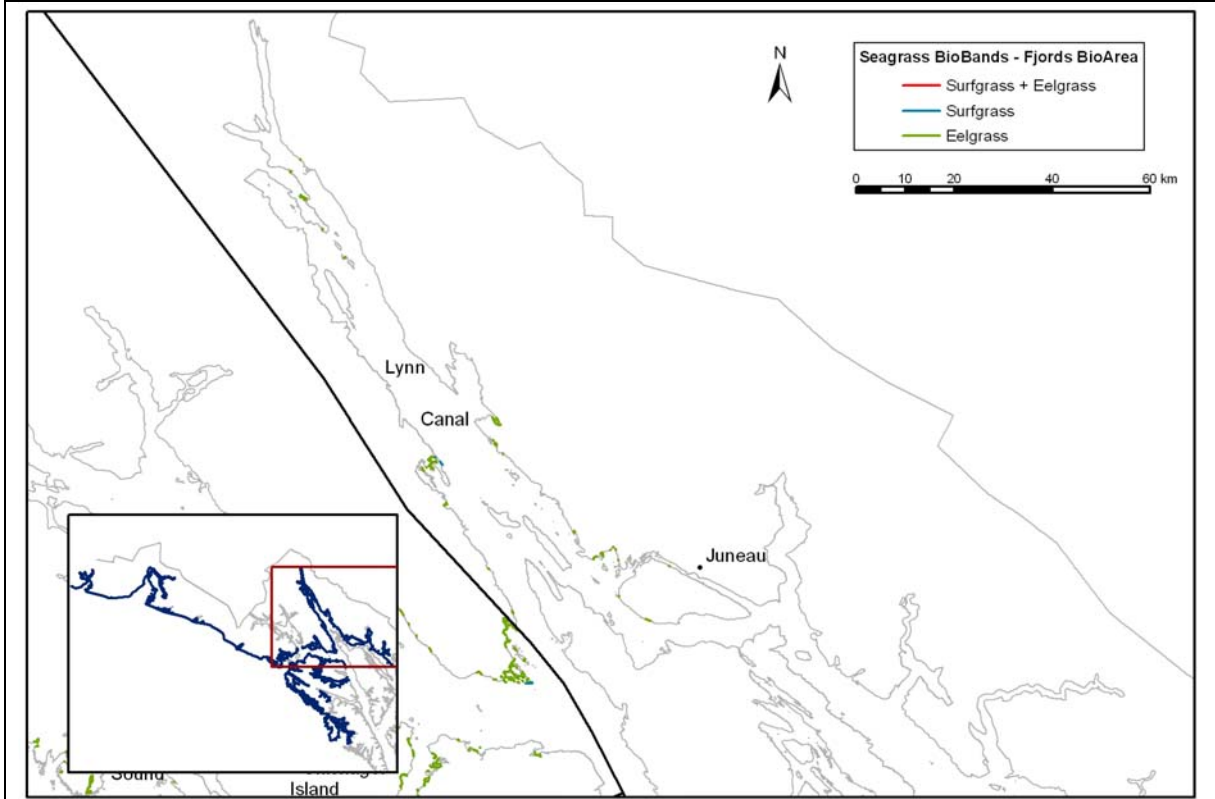 N
Seagrass BioBands - Fjords BioArea
Surfgrass + Eelgrass
Surfgrass
Eelgrass
0 10 20 40 60 km
Lynn
Canal
Juneau
Sound
Island